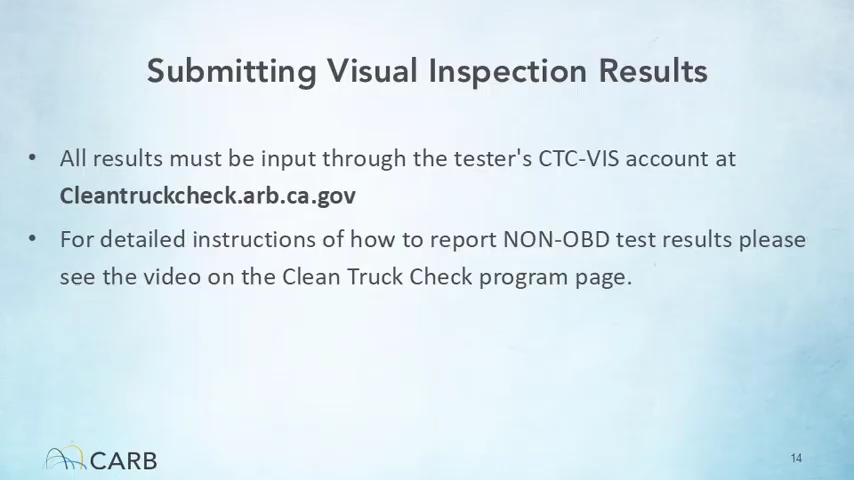 Submitting Visual Inspection Results
• All results must be input through the tester's CTC-VIS account at
Cleantruckcheck.arb.ca.gov
• For detailed instructions of how to report NON-OBD test results please
see the video on the Clean Truck Check program page.
CARB
14